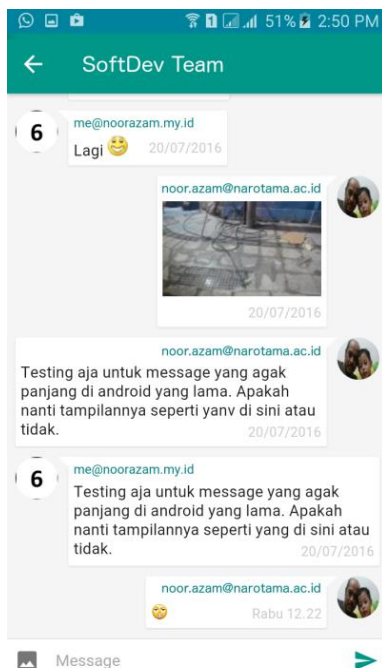 51% 2:50 PM
SoftDev Team
6
me@noorazam.my.id
Lagi 20/07/2016
noor.azam@narotama.ac.id
20/07/2016
noor.azam@narotama.ac.id
Testing aja untuk message yang agak
panjang di android yang lama. Apakah
nanti tampilannya seperti yanv di sini atau
tidak. 20/07/2016
6
me@noorazam.my.id
Testing aja untuk message yang agak
panjang di android yang lama. Apakah
nanti tampilannya seperti yang di sini atau
tidak. 20/07/2016
noor.azam@narotama.ac.id
Rabu 12.22
Message